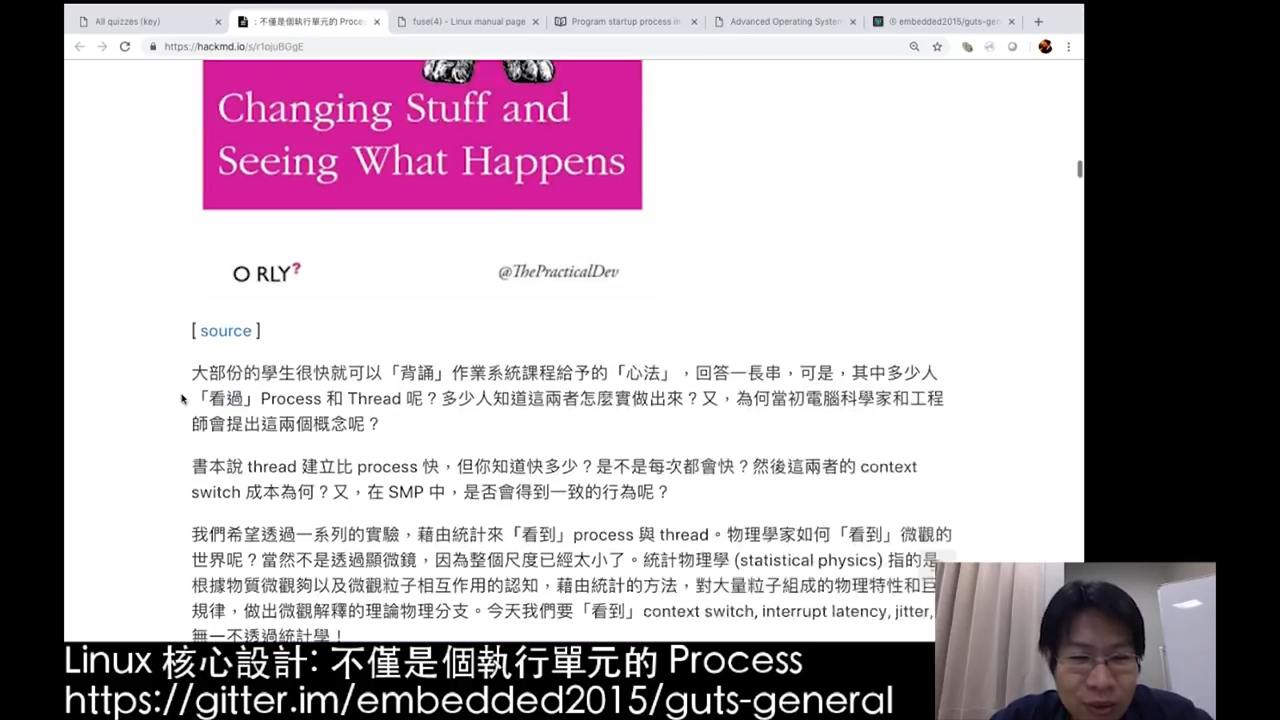 All quizzes (key)
: 不僅是個執行單元的 Proces
fuse(4) - Linux manual page
Program startup process in
Advanced Operating System
embedded2015/guts-gen
https://hackmd.io/s/r1ojuBGgE
Changing Stuff and
Seeing What Happens
O RLY?
@ThePracticalDev
[ source ]
大部份的學生很快就可以「背誦」作業系統課程給予的「心法」，回答一長串，可是，其中多少人
「看過」Process 和 Thread 呢？多少人知道這兩者怎麼實做出來？又，為何當初電腦科學家和工程
師會提出這兩個概念呢？
書本說 thread 建立比 process 快，但你知道快多少？是不是每次都會快？然後這兩者的 context
switch 成本為何？又，在 SMP 中，是否會得到一致的行為呢？
我們希望透過一系列的實驗，藉由統計來「看到」process 與 thread。物理學家如何「看到」微觀的
世界呢？當然不是透過顯微鏡，因為整個尺度已經太小了。統計物理學 (statistical physics) 指的是
根據物質微觀夠以及微觀粒子相互作用的認知，藉由統計的方法，對大量粒子組成的物理特性和巨
規律，做出微觀解釋的理論物理分支。今天我們要「看到」context switch, interrupt latency, jitter,
無一不透過統計學！
Linux 核心設計: 不僅是個執行單元的 Process
https://gitter.im/embedded2015/guts-general